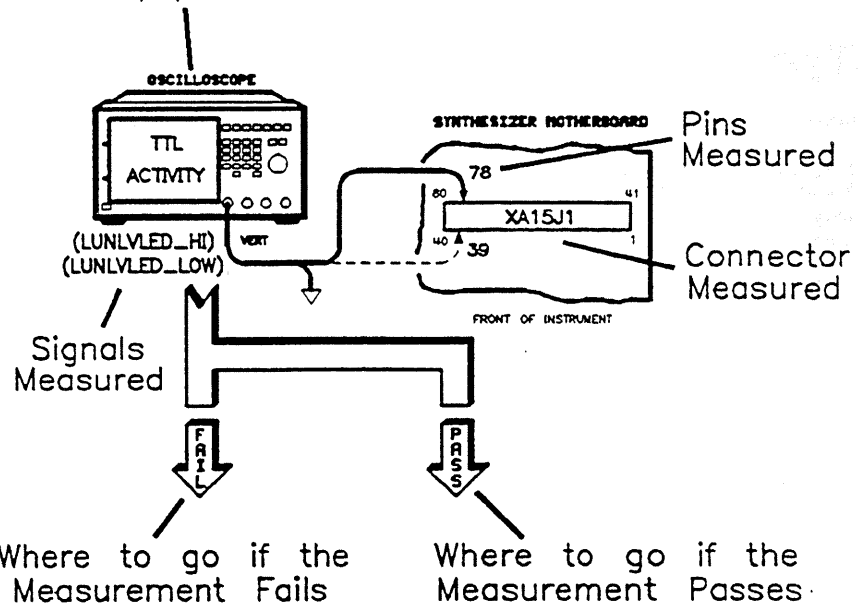 OSCILLOSCOPE
TTL
ACTIVITY
VERT
(LUNLVLED_HI)
(LUNLVLED_LOW)
Signals
Measured
SYNTHESIZER MOTHERBOARD
Pins
Measured
78
80
41
XA15J1
40
39
1
Connector
Measured
FRONT OF INSTRUMENT
FAIL
PASS
Where to go if the
Measurement Fails
Where to go if the
Measurement Passes